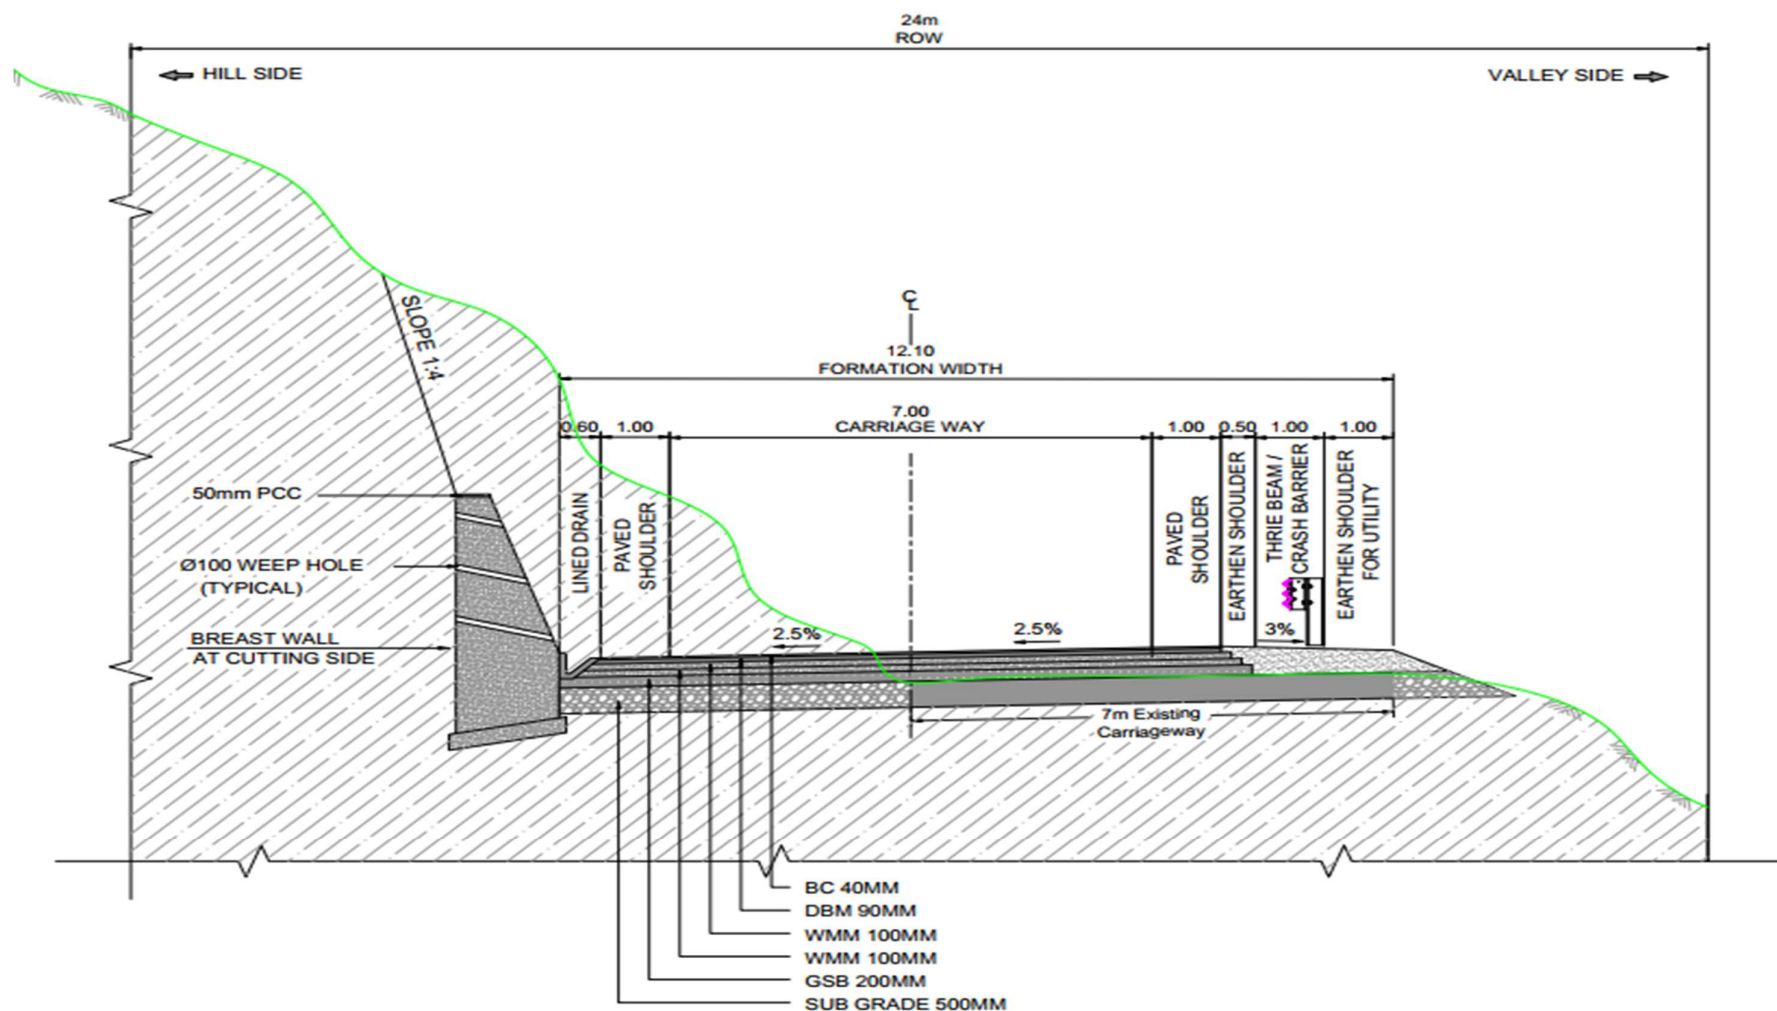 24m
ROW
HILL SIDE
VALLEY SIDE
SLOPE 1:4
CL
12.10
FORMATION WIDTH
7.00
CARRIAGE WAY
0.60
1.00
1.00
0.50
1.00
1.00
LINED DRAIN
PAVED
SHOULDER
PAVED
SHOULDER
EARTHEN SHOULDER
THRIE BEAM /
CRASH BARRIER
EARTHEN SHOULDER
FOR UTILITY
50mm PCC
Ø100 WEEP HOLE
(TYPICAL)
BREAST WALL
AT CUTTING SIDE
2.5%
2.5%
3%
7m Existing
Carriageway
BC 40MM
DBM 90MM
WMM 100MM
WMM 100MM
GSB 200MM
SUB GRADE 500MM